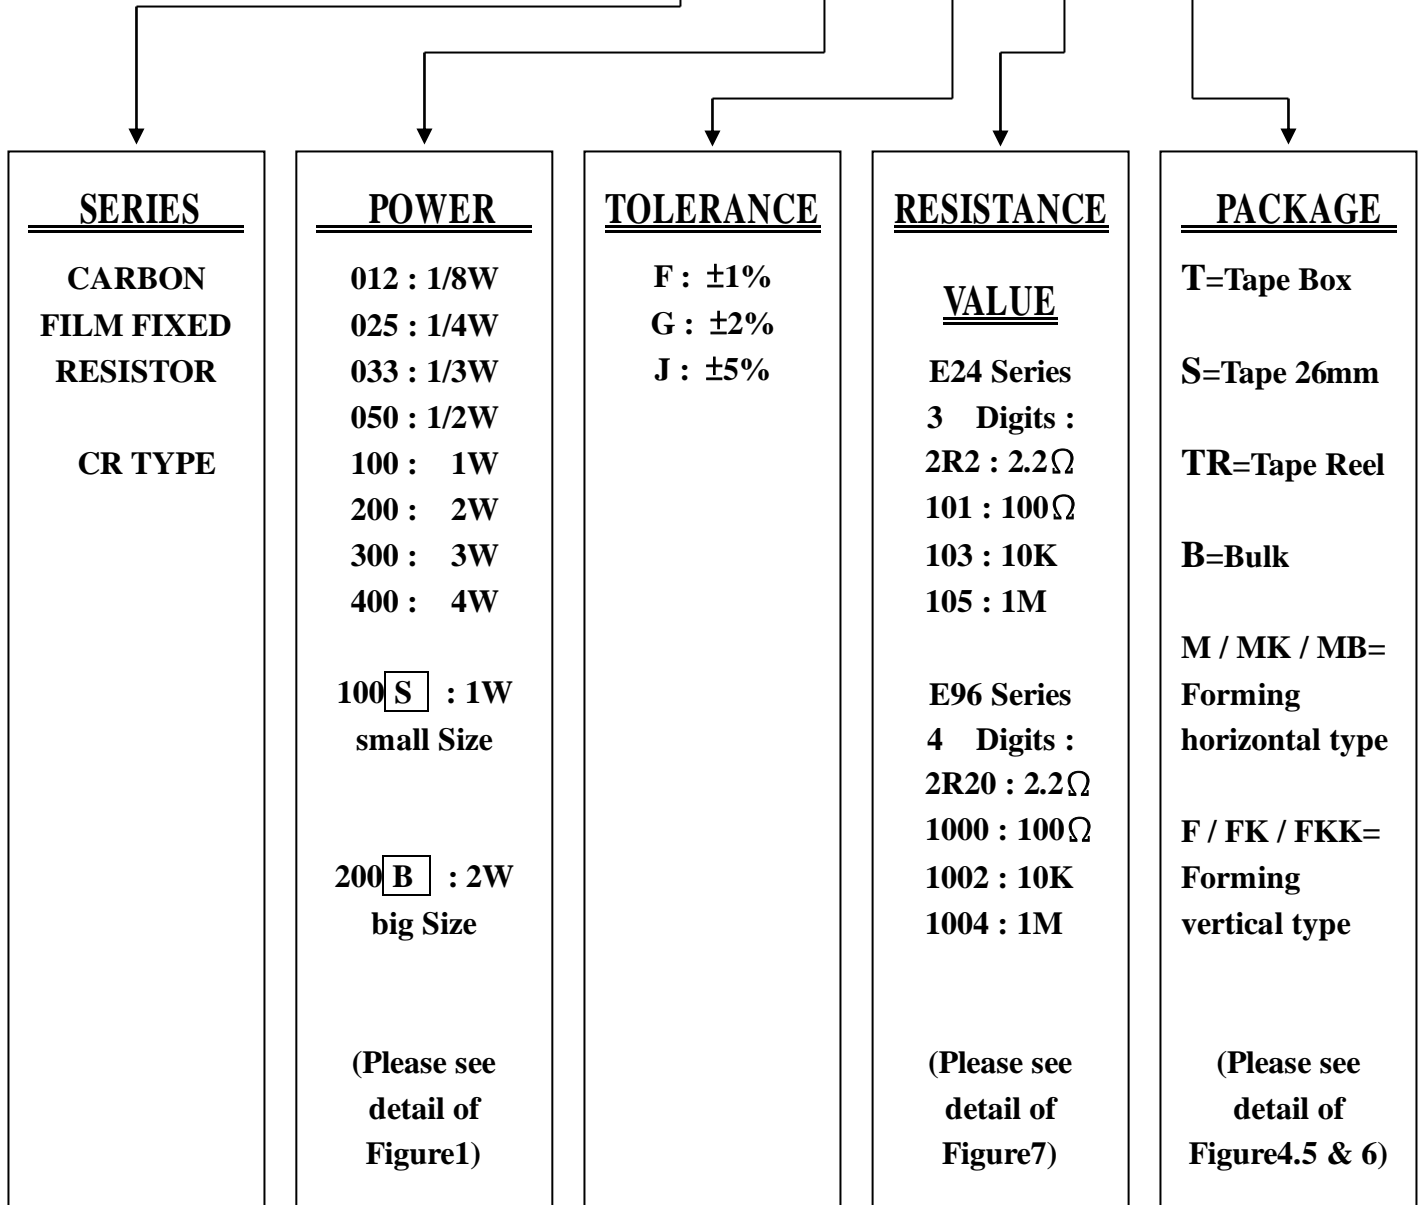 SERIES
CARBON
FILM FIXED
RESISTOR
CR TYPE
POWER
012 : 1/8W
025 : 1/4W
033 : 1/3W
050 : 1/2W
100 : 1W
200 : 2W
300 : 3W
400 : 4W
100 S : 1W
small Size
200 B : 2W
big Size
(Please see
detail of
Figure1)
TOLERANCE
F : ±1%
G : ±2%
J : ±5%
RESISTANCE
VALUE
E24 Series
3 Digits :
2R2 : 2.2Ω
101 : 100Ω
103 : 10K
105 : 1M
E96 Series
4 Digits :
2R20 : 2.2Ω
1000 : 100Ω
1002 : 10K
1004 : 1M
(Please see
detail of
Figure7)
PACKAGE
T=Tape Box
S=Tape 26mm
TR=Tape Reel
B=Bulk
M / MK / MB=
Forming
horizontal type
F / FK / FKK=
Forming
vertical type
(Please see
detail of
Figure4.5 & 6)